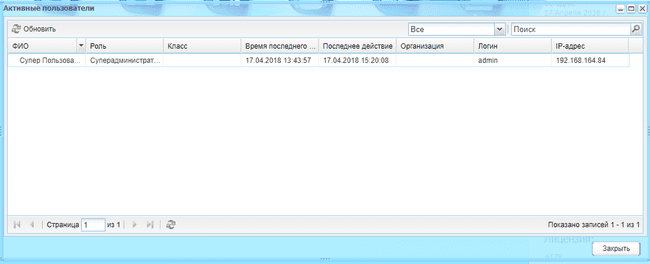 Активные пользователи
Обновить Все Поиск
ФИО Роль Класс Время последнего ... Последнее действие Организация Логин IP-адрес
Супер Пользова... Суперадминистрат... 17.04.2018 13:43:57 17.04.2018 15:20:08 admin 192.168.164.84
Страница 1 из 1 Показано записей 1 - 1 из 1
Закрыть